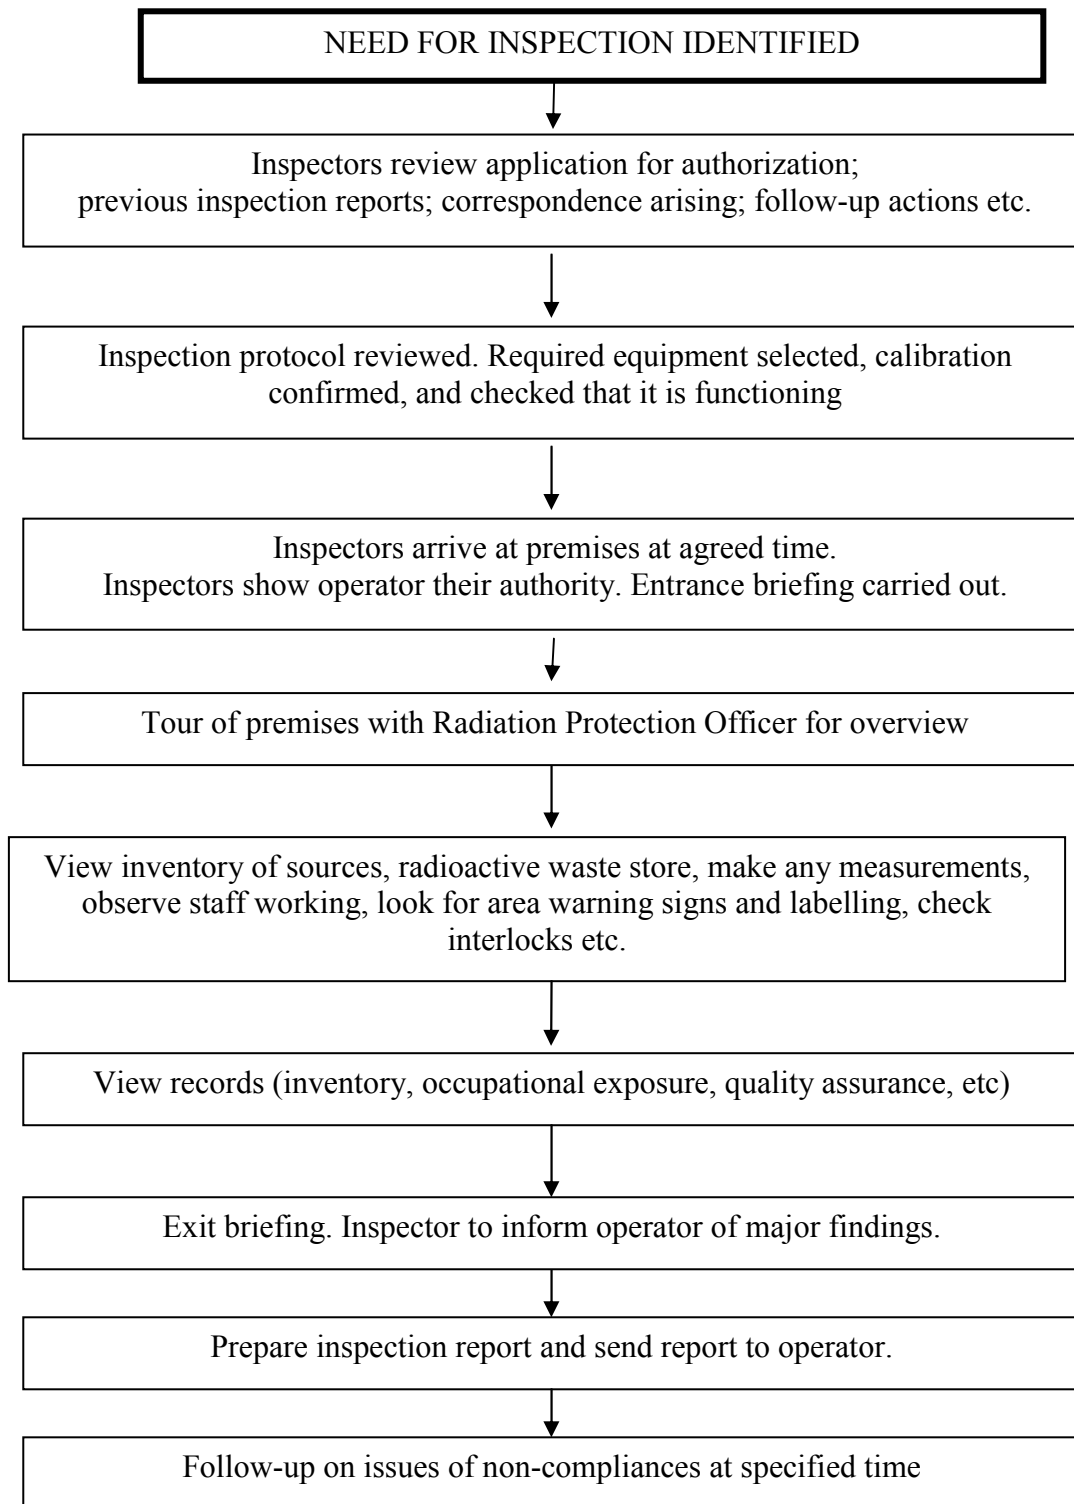 NEED FOR INSPECTION IDENTIFIED
Inspectors review application for authorization;
previous inspection reports; correspondence arising; follow-up actions etc.
Inspection protocol reviewed. Required equipment selected, calibration
confirmed, and checked that it is functioning
Inspectors arrive at premises at agreed time.
Inspectors show operator their authority. Entrance briefing carried out.
Tour of premises with Radiation Protection Officer for overview
View inventory of sources, radioactive waste store, make any measurements,
observe staff working, look for area warning signs and labelling, check
interlocks etc.
View records (inventory, occupational exposure, quality assurance, etc)
Exit briefing. Inspector to inform operator of major findings.
Prepare inspection report and send report to operator.
Follow-up on issues of non-compliances at specified time